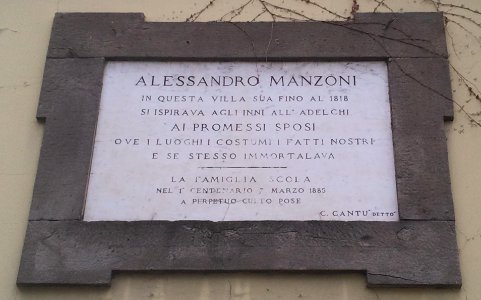 ALESSANDRO MANZONI
IN QUESTA VILLA SUA FINO AL 1818
SI ISPIRAVA AGLI INNI ALL'ADELCHI
AI PROMESSI SPOSI
OVE I LUOGHI I COSTUMI I FATTI NOSTRI
E SE STESSO IMMORTALAVA
LA FAMIGLIA SCOLA
NEL 1° CENTENARIO 7 MARZO 1885
A PERPETUO CULTO POSE
C. CANTU' DETTO'